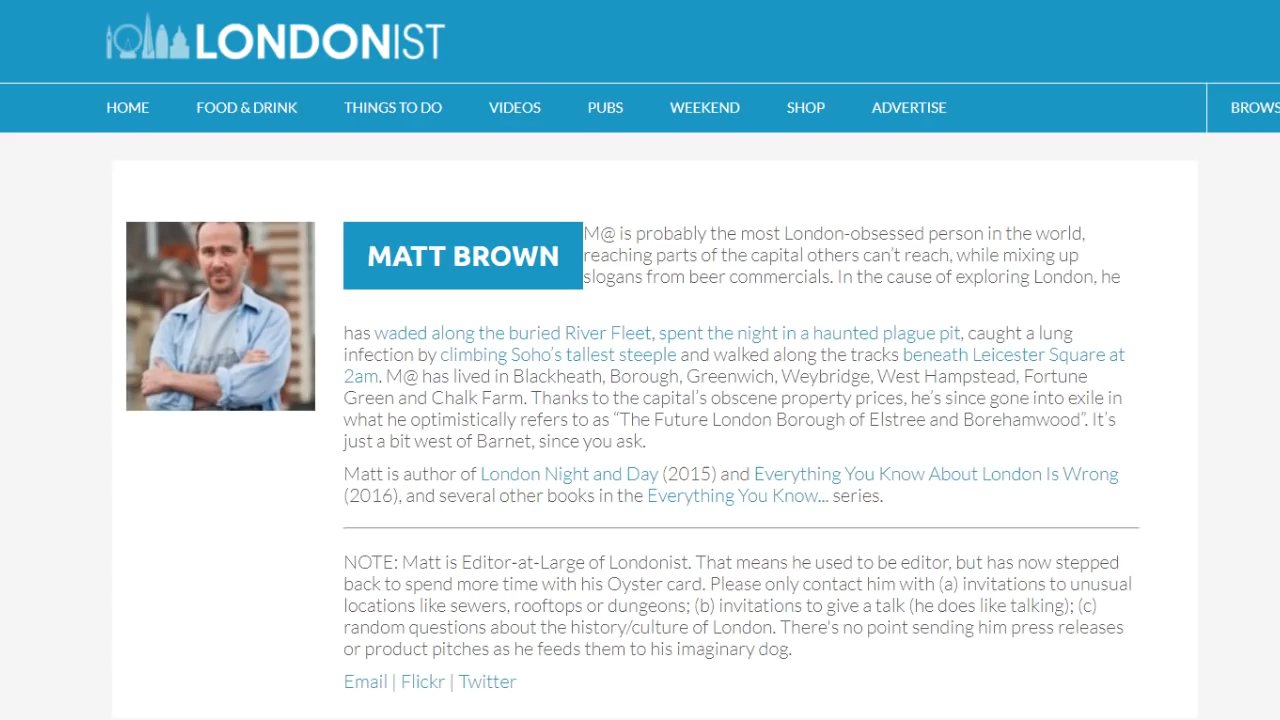 LONDONIST
HOME FOOD & DRINK THINGS TO DO VIDEOS PUBS WEEKEND SHOP ADVERTISE BROWS
MATT BROWN
M@ is probably the most London-obsessed person in the world,
reaching parts of the capital others can’t reach, while mixing up
slogans from beer commercials. In the cause of exploring London, he
has waded along the buried River Fleet, spent the night in a haunted plague pit, caught a lung
infection by climbing Soho’s tallest steeple and walked along the tracks beneath Leicester Square at
2am. M@ has lived in Blackheath, Borough, Greenwich, Weybridge, West Hampstead, Fortune
Green and Chalk Farm. Thanks to the capital’s obscene property prices, he’s since gone into exile in
what he optimistically refers to as “The Future London Borough of Elstree and Borehamwood”. It’s
just a bit west of Barnet, since you ask.
Matt is author of London Night and Day (2015) and Everything You Know About London Is Wrong
(2016), and several other books in the Everything You Know... series.
NOTE: Matt is Editor-at-Large of Londonist. That means he used to be editor, but has now stepped
back to spend more time with his Oyster card. Please only contact him with (a) invitations to unusual
locations like sewers, rooftops or dungeons; (b) invitations to give a talk (he does like talking); (c)
random questions about the history/culture of London. There's no point sending him press releases
or product pitches as he feeds them to his imaginary dog.
Email | Flickr | Twitter